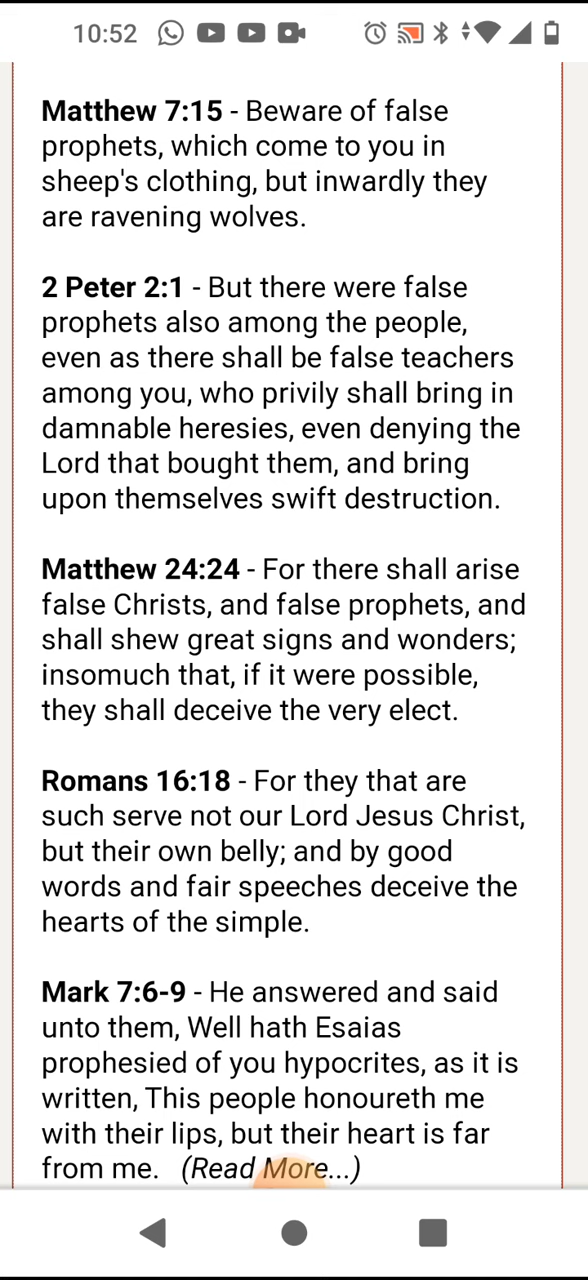 10:52
Matthew 7:15 - Beware of false
prophets, which come to you in
sheep's clothing, but inwardly they
are ravening wolves.
2 Peter 2:1 - But there were false
prophets also among the people,
even as there shall be false teachers
among you, who privily shall bring in
damnable heresies, even denying the
Lord that bought them, and bring
upon themselves swift destruction.
Matthew 24:24 - For there shall arise
false Christs, and false prophets, and
shall shew great signs and wonders;
insomuch that, if it were possible,
they shall deceive the very elect.
Romans 16:18 - For they that are
such serve not our Lord Jesus Christ,
but their own belly; and by good
words and fair speeches deceive the
hearts of the simple.
Mark 7:6-9 - He answered and said
unto them, Well hath Esaias
prophesied of you hypocrites, as it is
written, This people honoureth me
with their lips, but their heart is far
from me. (Read More...)